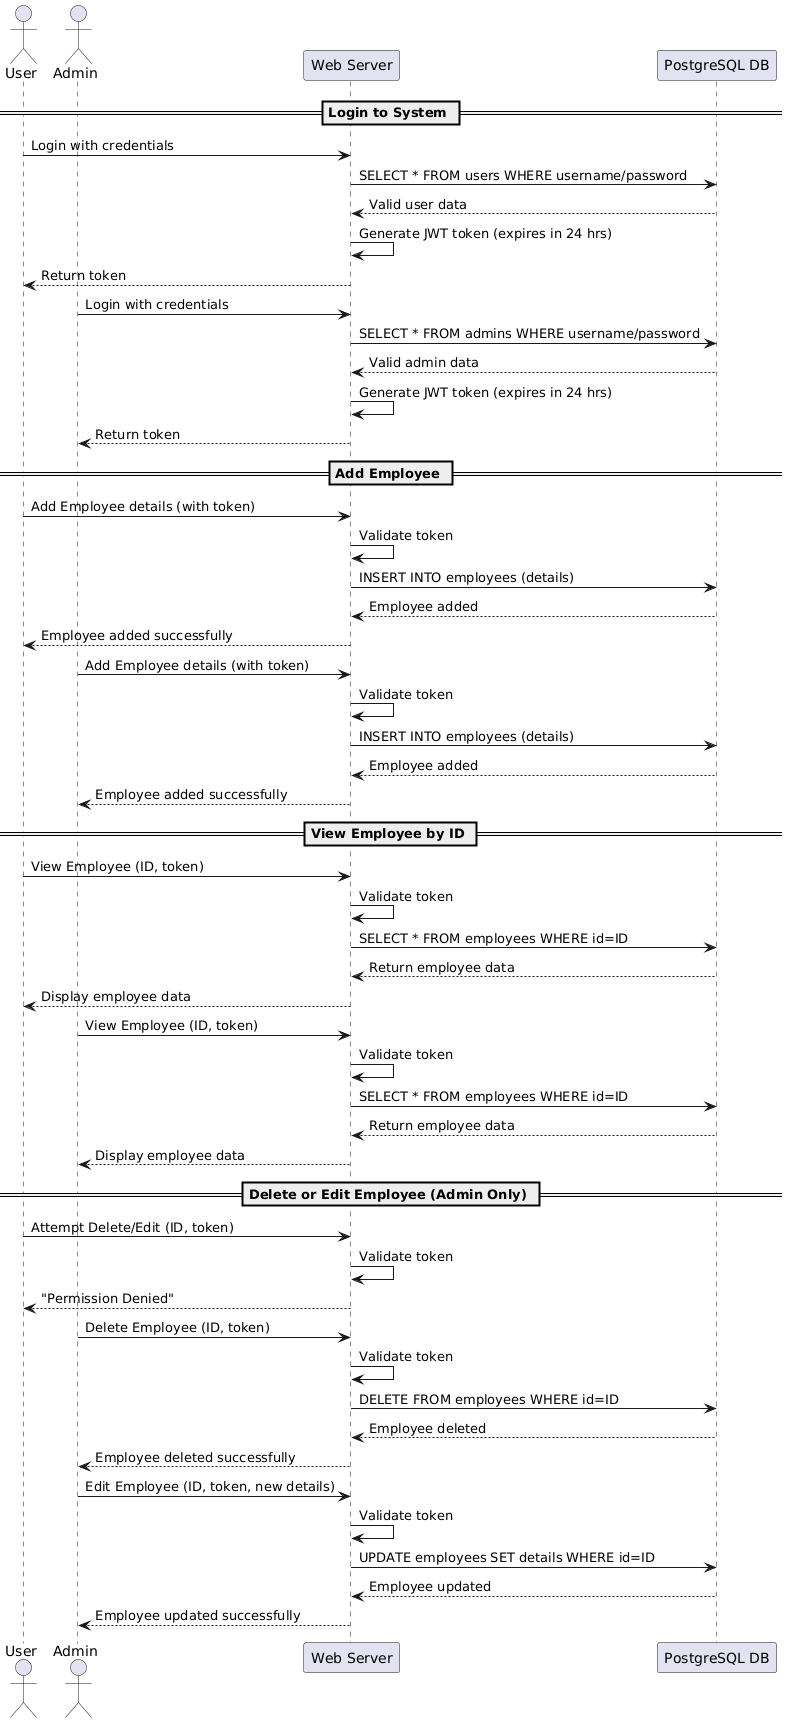 User
Admin
Web Server
PostgreSQL DB
Login to System
Login with credentials
SELECT * FROM users WHERE username/password
Valid user data
Generate JWT token (expires in 24 hrs)
Return token
Login with credentials
SELECT * FROM admins WHERE username/password
Valid admin data
Generate JWT token (expires in 24 hrs)
Return token
Add Employee
Add Employee details (with token)
Validate token
INSERT INTO employees (details)
Employee added
Employee added successfully
Add Employee details (with token)
Validate token
INSERT INTO employees (details)
Employee added
Employee added successfully
View Employee by ID
View Employee (ID, token)
Validate token
SELECT * FROM employees WHERE id=ID
Return employee data
Display employee data
View Employee (ID, token)
Validate token
SELECT * FROM employees WHERE id=ID
Return employee data
Display employee data
Delete or Edit Employee (Admin Only)
Attempt Delete/Edit (ID, token)
Validate token
"Permission Denied"
Delete Employee (ID, token)
Validate token
DELETE FROM employees WHERE id=ID
Employee deleted
Employee deleted successfully
Edit Employee (ID, token, new details)
Validate token
UPDATE employees SET details WHERE id=ID
Employee updated
Employee updated successfully
User
Admin
Web Server
PostgreSQL DB